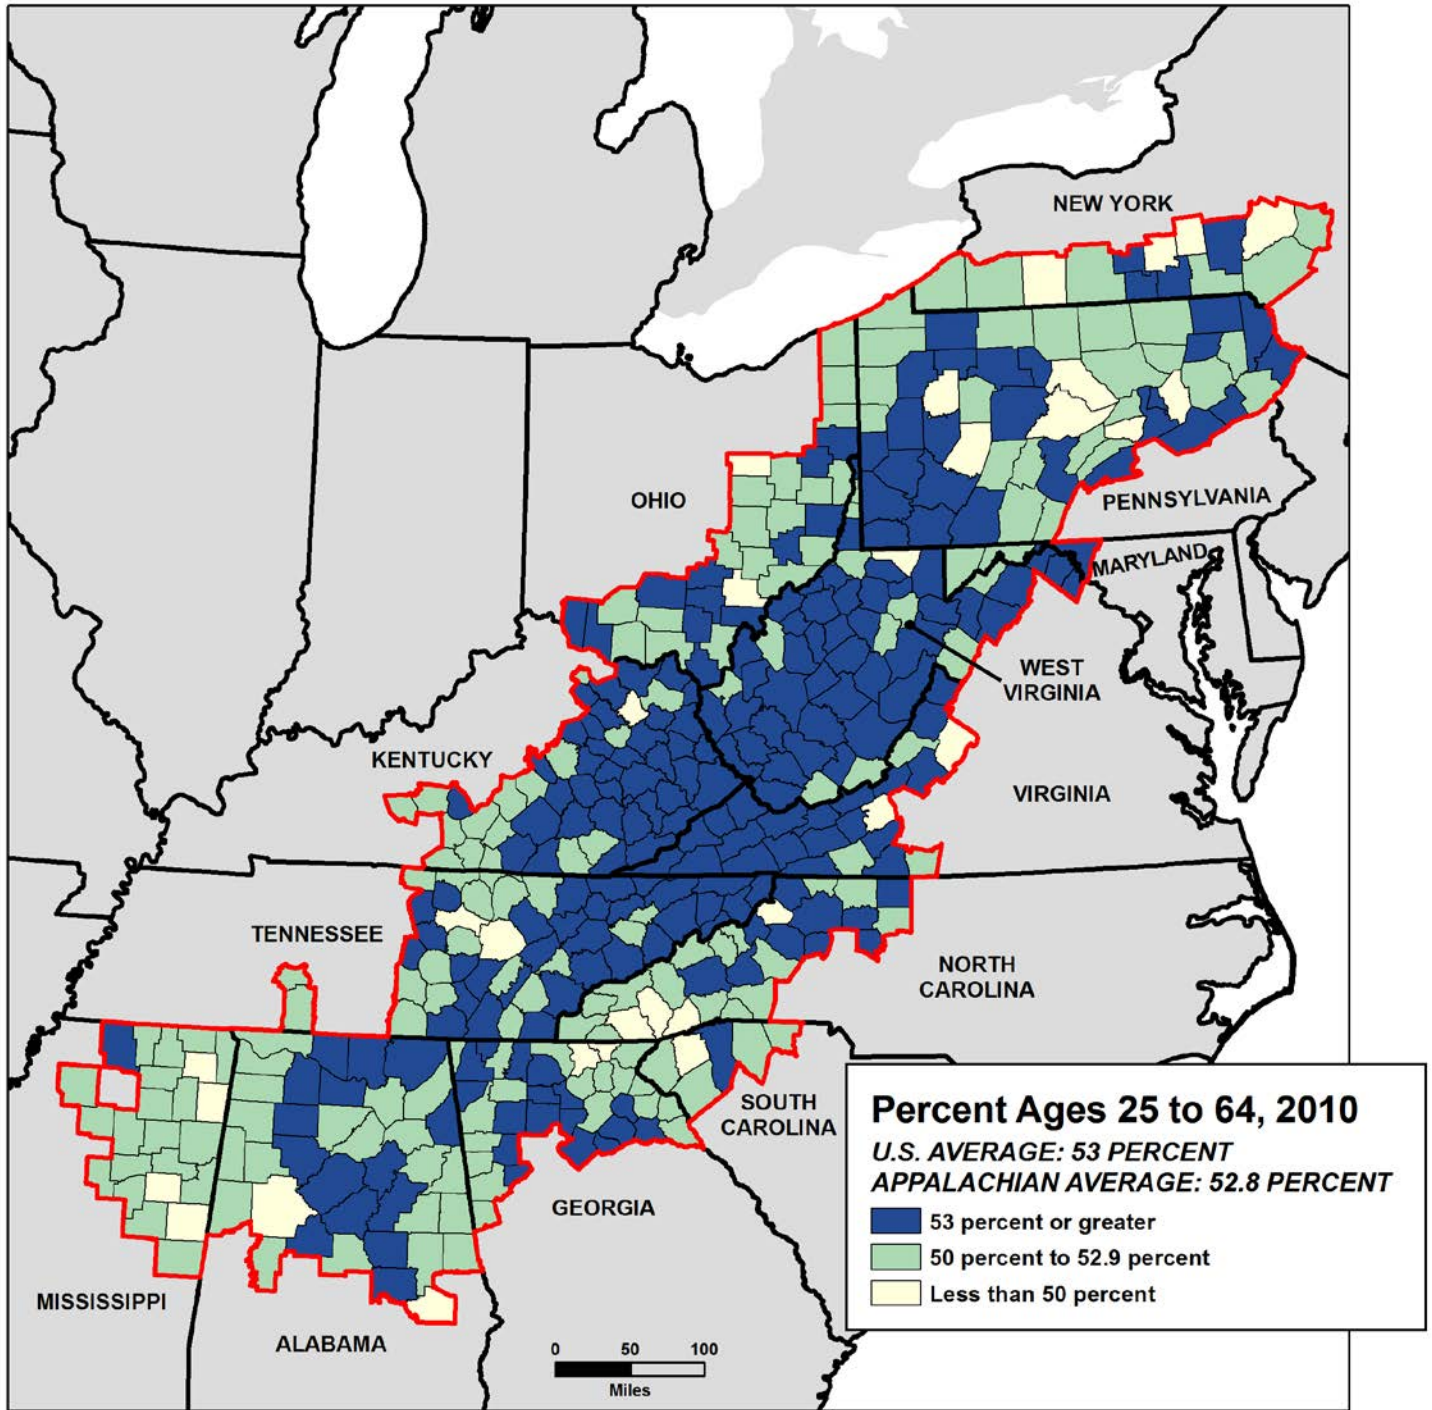 NEW YORK
OHIO
PENNSYLVANIA
MARYLAND
WEST
VIRGINIA
KENTUCKY
VIRGINIA
TENNESSEE
NORTH
CAROLINA
SOUTH
CAROLINA
GEORGIA
MISSISSIPPI
ALABAMA
Percent Ages 25 to 64, 2010
U.S. AVERAGE: 53 PERCENT
APPALACHIAN AVERAGE: 52.8 PERCENT
53 percent or greater
50 percent to 52.9 percent
Less than 50 percent
0 50 100
Miles